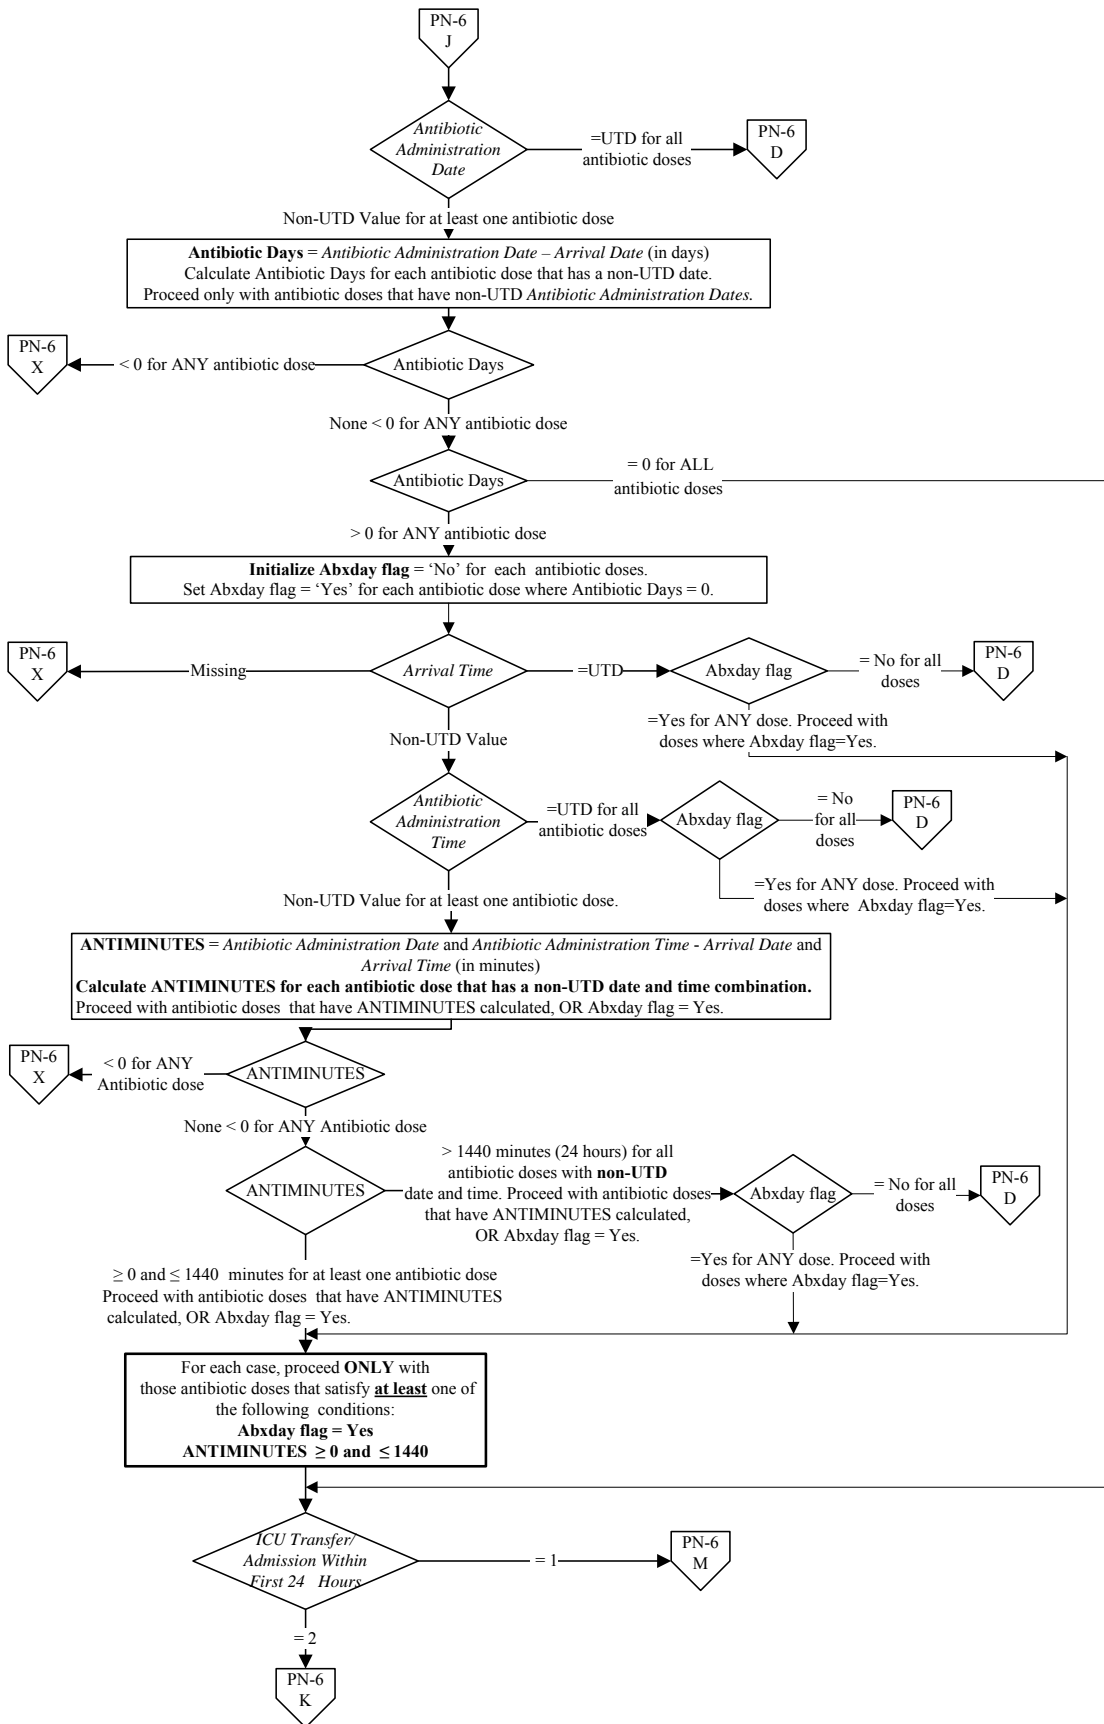 PN-6
J
Antibiotic
Administration
Date
=UTD for all
antibiotic doses
PN-6
D
Non-UTD Value for at least one antibiotic dose
Antibiotic Days = Antibiotic Administration Date – Arrival Date (in days)
Calculate Antibiotic Days for each antibiotic dose that has a non-UTD date.
Proceed only with antibiotic doses that have non-UTD Antibiotic Administration Dates.
PN-6
X
< 0 for ANY antibiotic dose
Antibiotic Days
None < 0 for ANY antibiotic dose
Antibiotic Days
= 0 for ALL
antibiotic doses
> 0 for ANY antibiotic dose
Initialize Abxday flag = ‘No’ for each antibiotic doses.
Set Abxday flag = ‘Yes’ for each antibiotic dose where Antibiotic Days = 0.
PN-6
X
Missing
Arrival Time
=UTD
Abxday flag
= No for all
doses
PN-6
D
=Yes for ANY dose. Proceed with
doses where Abxday flag=Yes.
Non-UTD Value
Antibiotic
Administration
Time
=UTD for all
antibiotic doses
Abxday flag
= No
for all
doses
PN-6
D
=Yes for ANY dose. Proceed with
doses where Abxday flag=Yes.
Non-UTD Value for at least one antibiotic dose.
ANTIMINUTES = Antibiotic Administration Date and Antibiotic Administration Time - Arrival Date and
Arrival Time (in minutes)
Calculate ANTIMINUTES for each antibiotic dose that has a non-UTD date and time combination.
Proceed with antibiotic doses that have ANTIMINUTES calculated, OR Abxday flag = Yes.
PN-6
X
< 0 for ANY
Antibiotic dose
ANTIMINUTES
None < 0 for ANY Antibiotic dose
ANTIMINUTES
> 1440 minutes (24 hours) for all
antibiotic doses with non-UTD
date and time. Proceed with antibiotic doses
that have ANTIMINUTES calculated,
OR Abxday flag = Yes.
Abxday flag
= No for all
doses
PN-6
D
=Yes for ANY dose. Proceed with
doses where Abxday flag=Yes.
≥ 0 and ≤ 1440 minutes for at least one antibiotic dose
Proceed with antibiotic doses that have ANTIMINUTES
calculated, OR Abxday flag = Yes.
For each case, proceed ONLY with
those antibiotic doses that satisfy at least one of
the following conditions:
Abxday flag = Yes
ANTIMINUTES ≥ 0 and ≤ 1440
ICU Transfer/
Admission Within
First 24 Hours
= 1
PN-6
M
= 2
PN-6
K